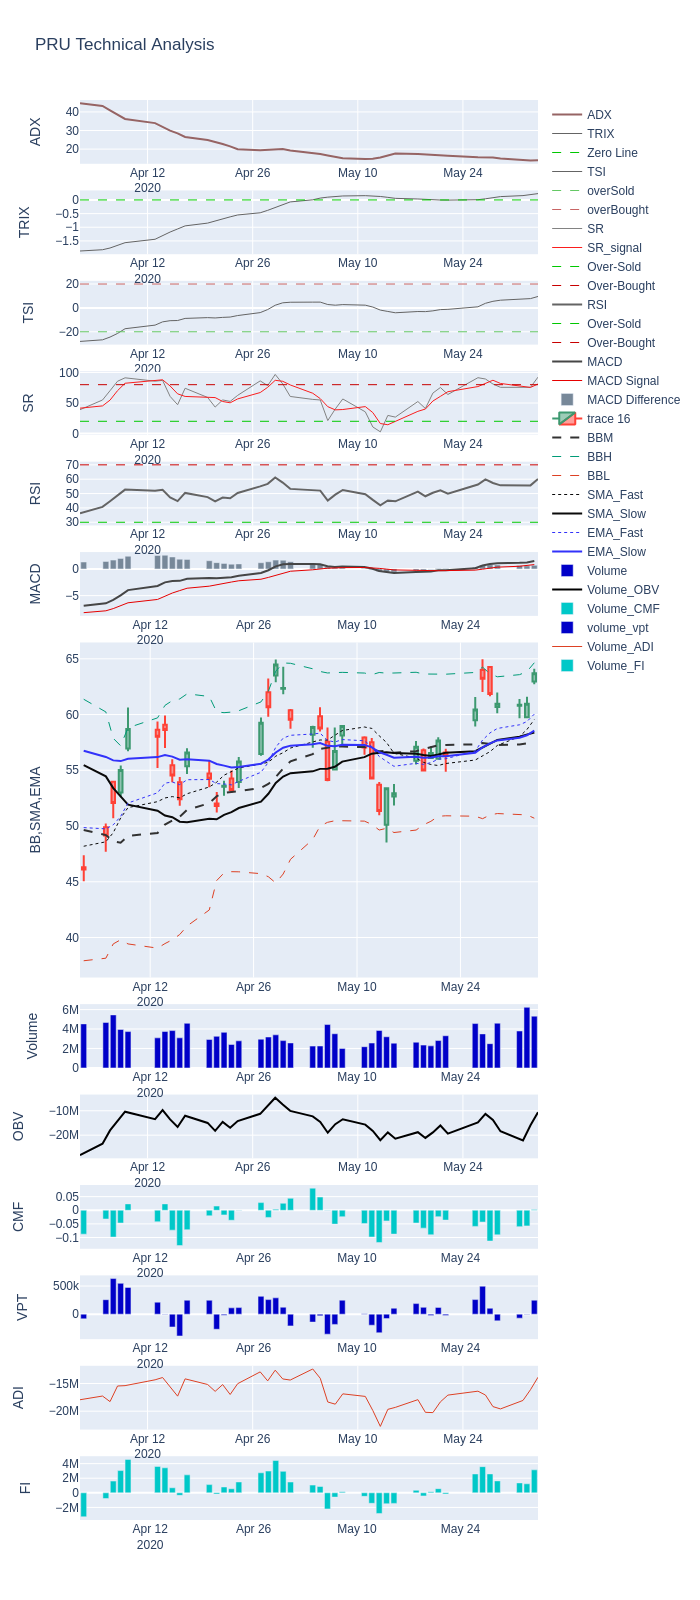 PRU Technical Analysis
ADX
40
30
20
Apr 12
2020
Apr 26
May 10
May 24
TRIX
0
−0.5
−1
−1.5
Apr 12
2020
Apr 26
May 10
May 24
TSI
20
0
−20
Apr 12
2020
Apr 26
May 10
May 24
SR
100
50
0
Apr 12
2020
Apr 26
May 10
May 24
RSI
70
60
50
40
30
Apr 12
2020
Apr 26
May 10
May 24
MACD
0
−5
Apr 12
2020
Apr 26
May 10
May 24
BB,SMA,EMA
65
60
55
50
45
40
Apr 12
2020
Apr 26
May 10
May 24
Volume
6M
4M
2M
0
Apr 12
2020
Apr 26
May 10
May 24
OBV
−10M
−20M
Apr 12
2020
Apr 26
May 10
May 24
CMF
0.05
0
−0.05
−0.1
Apr 12
2020
Apr 26
May 10
May 24
VPT
500k
0
Apr 12
2020
Apr 26
May 10
May 24
ADI
−15M
−20M
Apr 12
2020
Apr 26
May 10
May 24
FI
4M
2M
0
−2M
Apr 12
2020
Apr 26
May 10
May 24
ADX
TRIX
Zero Line
TSI
overSold
overBought
SR
SR_signal
Over-Sold
Over-Bought
RSI
Over-Sold
Over-Bought
MACD
MACD Signal
MACD Difference
trace 16
BBM
BBH
BBL
SMA_Fast
SMA_Slow
EMA_Fast
EMA_Slow
Volume
Volume_OBV
Volume_CMF
volume_vpt
Volume_ADI
Volume_FI